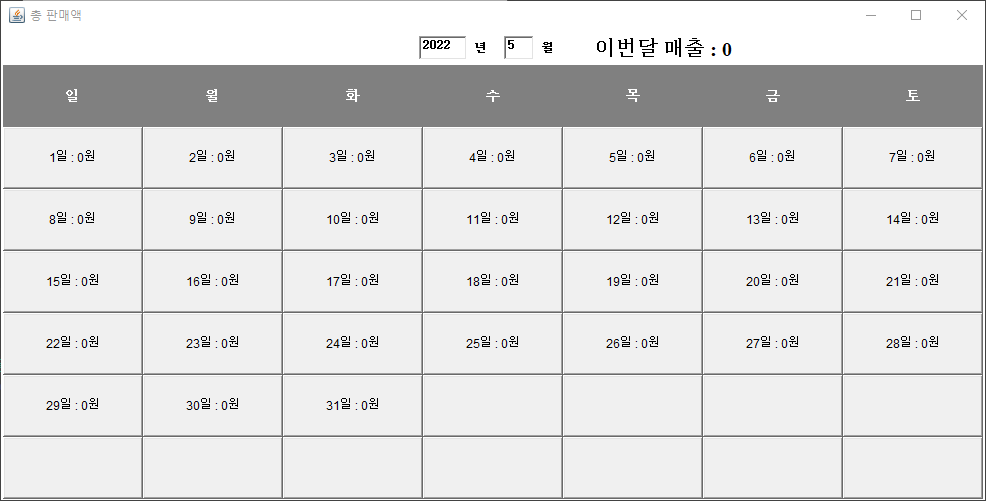 총 판매액
2022 년 5 월 이번달 매출 : 0
일 월 화 수 목 금 토
1일 : 0원 2일 : 0원 3일 : 0원 4일 : 0원 5일 : 0원 6일 : 0원 7일 : 0원
8일 : 0원 9일 : 0원 10일 : 0원 11일 : 0원 12일 : 0원 13일 : 0원 14일 : 0원
15일 : 0원 16일 : 0원 17일 : 0원 18일 : 0원 19일 : 0원 20일 : 0원 21일 : 0원
22일 : 0원 23일 : 0원 24일 : 0원 25일 : 0원 26일 : 0원 27일 : 0원 28일 : 0원
29일 : 0원 30일 : 0원 31일 : 0원